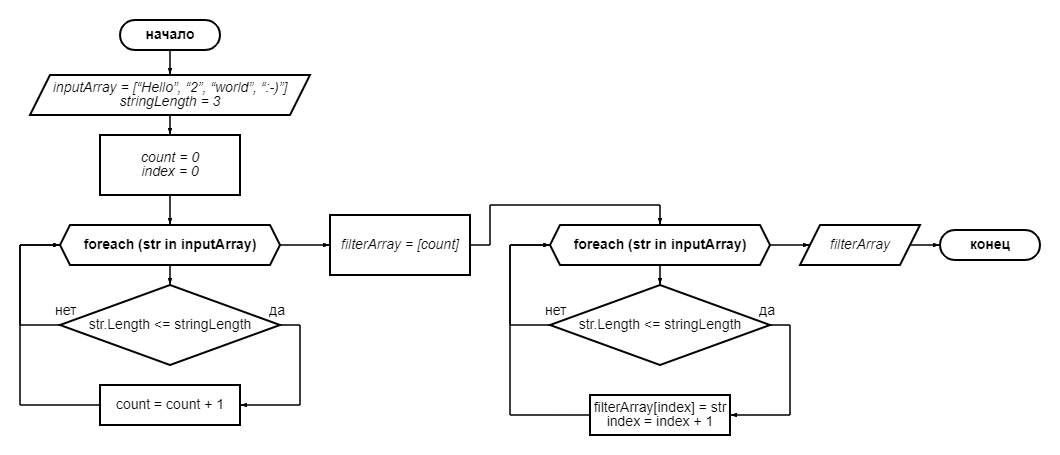 начало
inputArray = [“Hello”, “2”, “world”, “:-)”]
stringLength = 3
count = 0
index = 0
foreach (str in inputArray)
нет
да
str.Length <= stringLength
count = count + 1
filterArray = [count]
foreach (str in inputArray)
нет
да
str.Length <= stringLength
filterArray[index] = str
index = index + 1
filterArray
конец